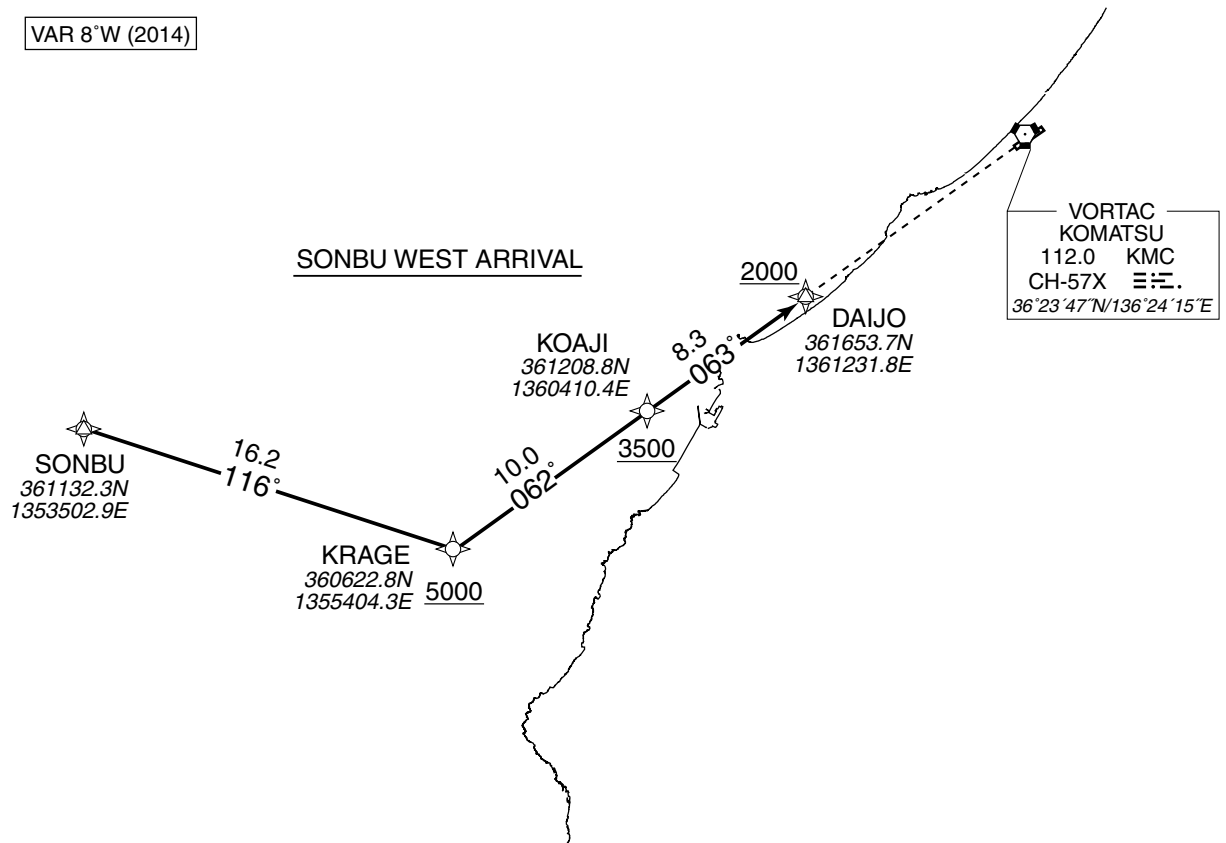 VAR 8°W (2014)
SONBU WEST ARRIVAL
VORTAC
KOMATSU
112.0 KMC
CH-57X
36°23´47˝N/136°24´15˝E
2000
DAIJO
361653.7N
1361231.8E
8.3
063°
KOAJI
361208.8N
1360410.4E
3500
10.0
062°
16.2
116°
SONBU
361132.3N
1353502.9E
KRAGE
360622.8N
1355404.3E
5000